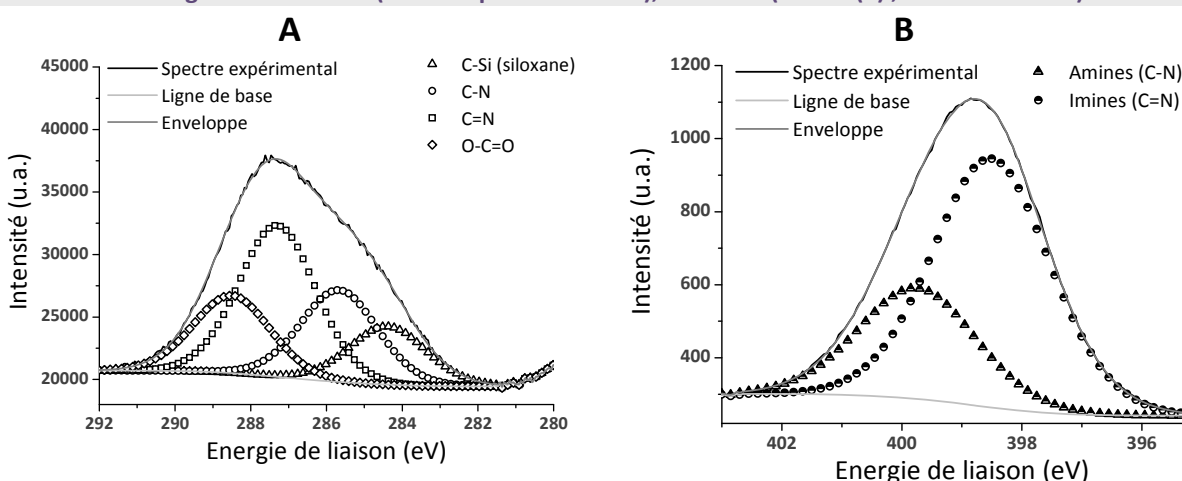 A
B
45000
40000
35000
30000
25000
20000
Intensité (u.a.)
Spectre expérimental
Ligne de base
Enveloppe
C-Si (siloxane)
C-N
C=N
O-C=O
292
290
288
286
284
282
280
Energie de liaison (eV)
1200
1000
800
600
400
Intensité (u.a.)
Spectre expérimental
Ligne de base
Enveloppe
Amines (C-N)
Imines (C=N)
402
400
398
396
Energie de liaison (eV)